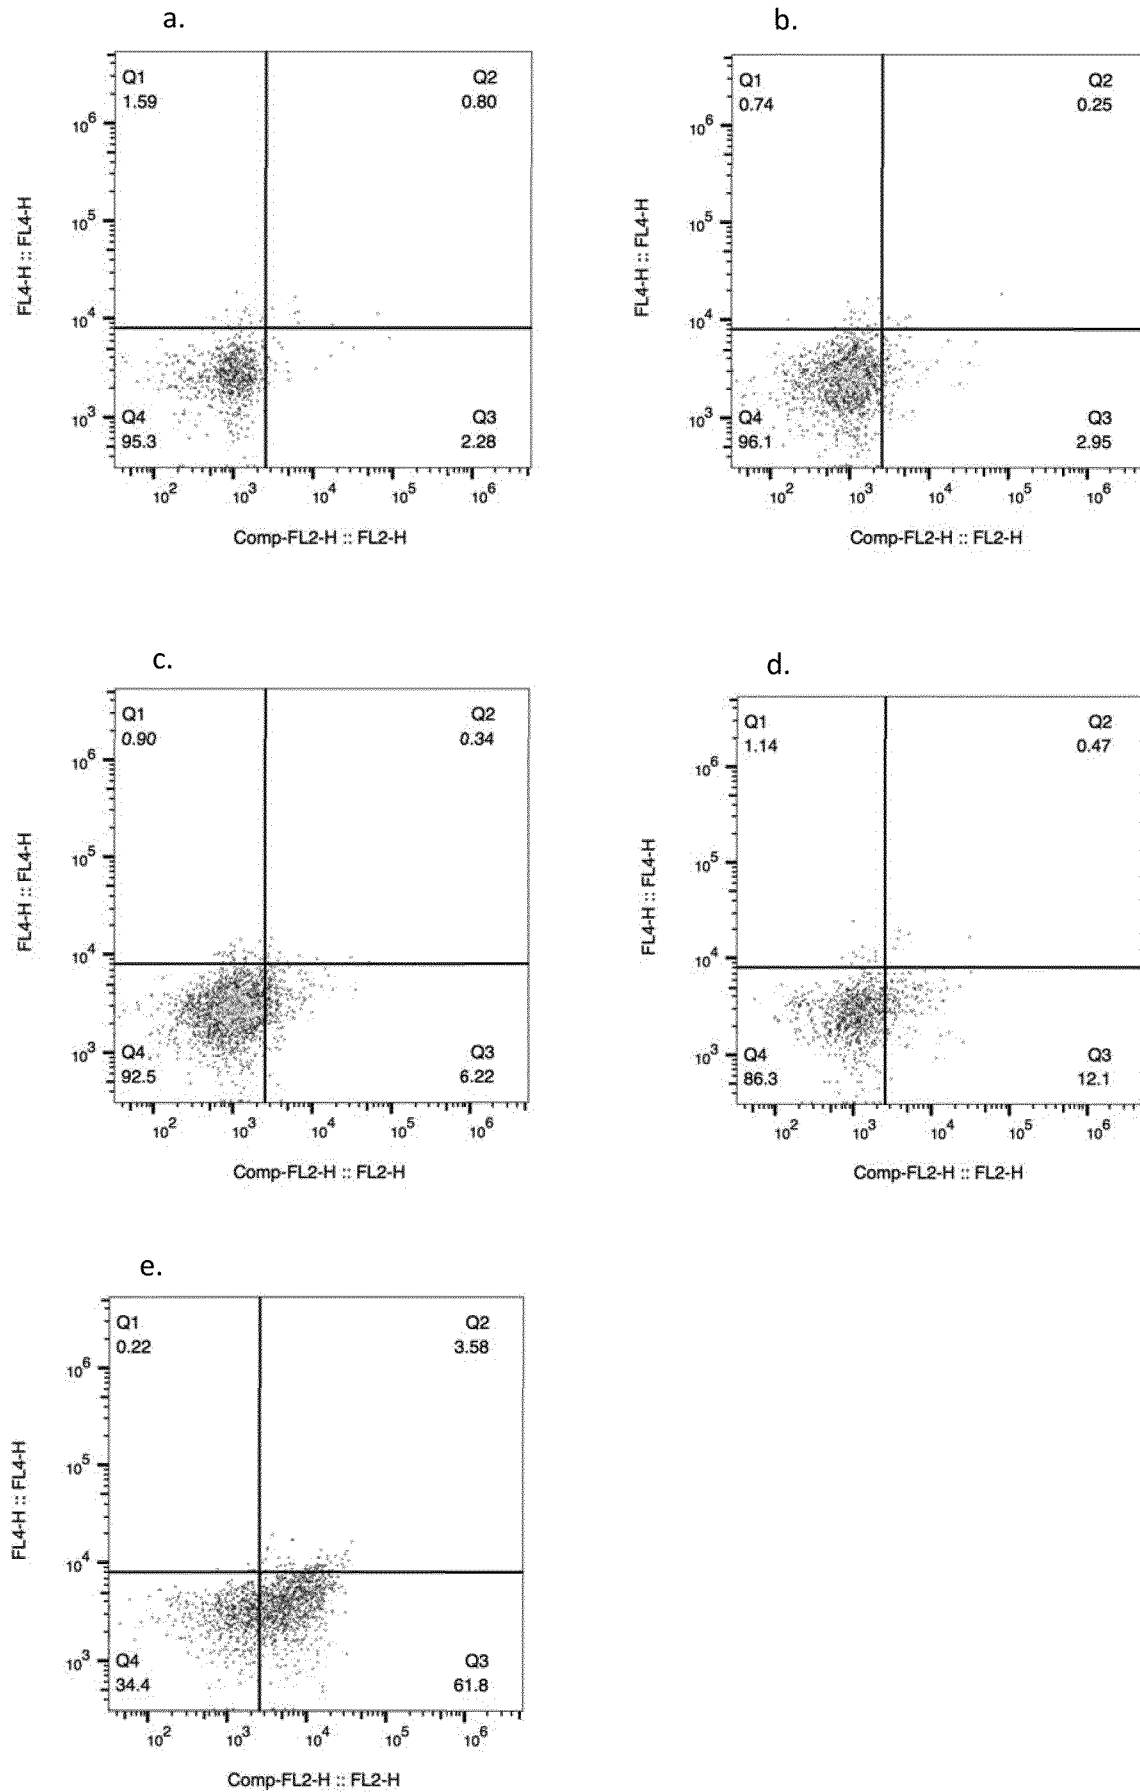 a.
Q1
1.59
Q2
0.80
10^6
10^5
10^4
10^3
FL4-H :: FL4-H
Q4
95.3
Q3
2.28
10^2 10^3 10^4 10^5 10^6
Comp-FL2-H :: FL2-H
b.
Q1
0.74
Q2
0.25
10^6
10^5
10^4
10^3
FL4-H :: FL4-H
Q4
96.1
Q3
2.95
10^2 10^3 10^4 10^5 10^6
Comp-FL2-H :: FL2-H
c.
Q1
0.90
Q2
0.34
10^6
10^5
10^4
10^3
FL4-H :: FL4-H
Q4
92.5
Q3
6.22
10^2 10^3 10^4 10^5 10^6
Comp-FL2-H :: FL2-H
d.
Q1
1.14
Q2
0.47
10^6
10^5
10^4
10^3
FL4-H :: FL4-H
Q4
86.3
Q3
12.1
10^2 10^3 10^4 10^5 10^6
Comp-FL2-H :: FL2-H
e.
Q1
0.22
Q2
3.58
10^6
10^5
10^4
10^3
FL4-H :: FL4-H
Q4
34.4
Q3
61.8
10^2 10^3 10^4 10^5 10^6
Comp-FL2-H :: FL2-H